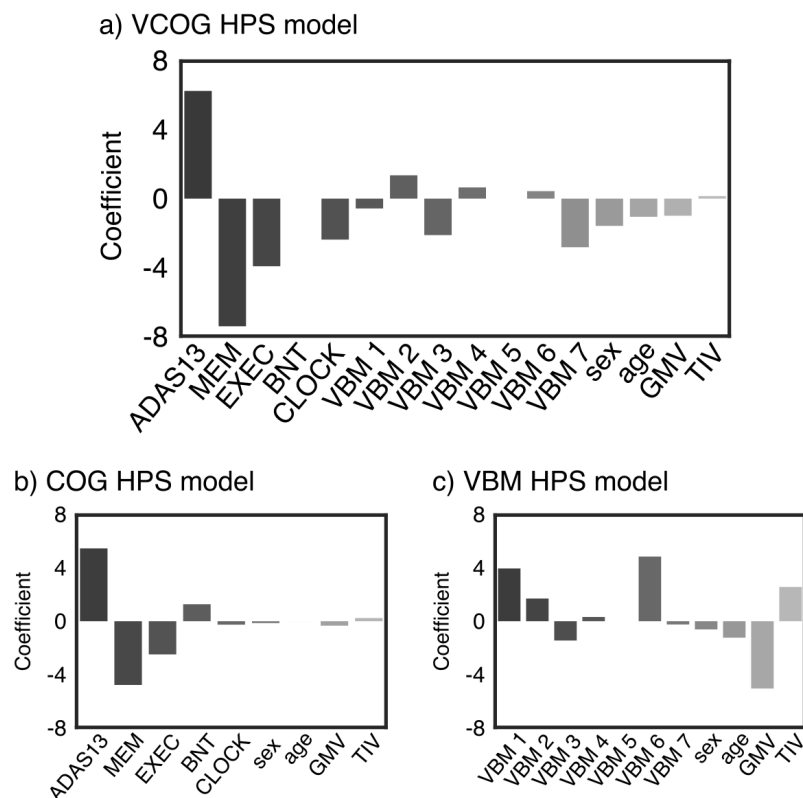 a) VCOG HPS model
8
4
0
-4
-8
Coefficient
ADAS13
MEM
EXEC
BNT
CLOCK
VBM 1
VBM 2
VBM 3
VBM 4
VBM 5
VBM 6
VBM 7
sex
age
GMV
TIV
b) COG HPS model
8
4
0
-4
-8
Coefficient
ADAS13
MEM
EXEC
BNT
CLOCK
sex
age
GMV
TIV
c) VBM HPS model
8
4
0
-4
-8
Coefficient
VBM 1
VBM 2
VBM 3
VBM 4
VBM 5
VBM 6
VBM 7
sex
age
GMV
TIV